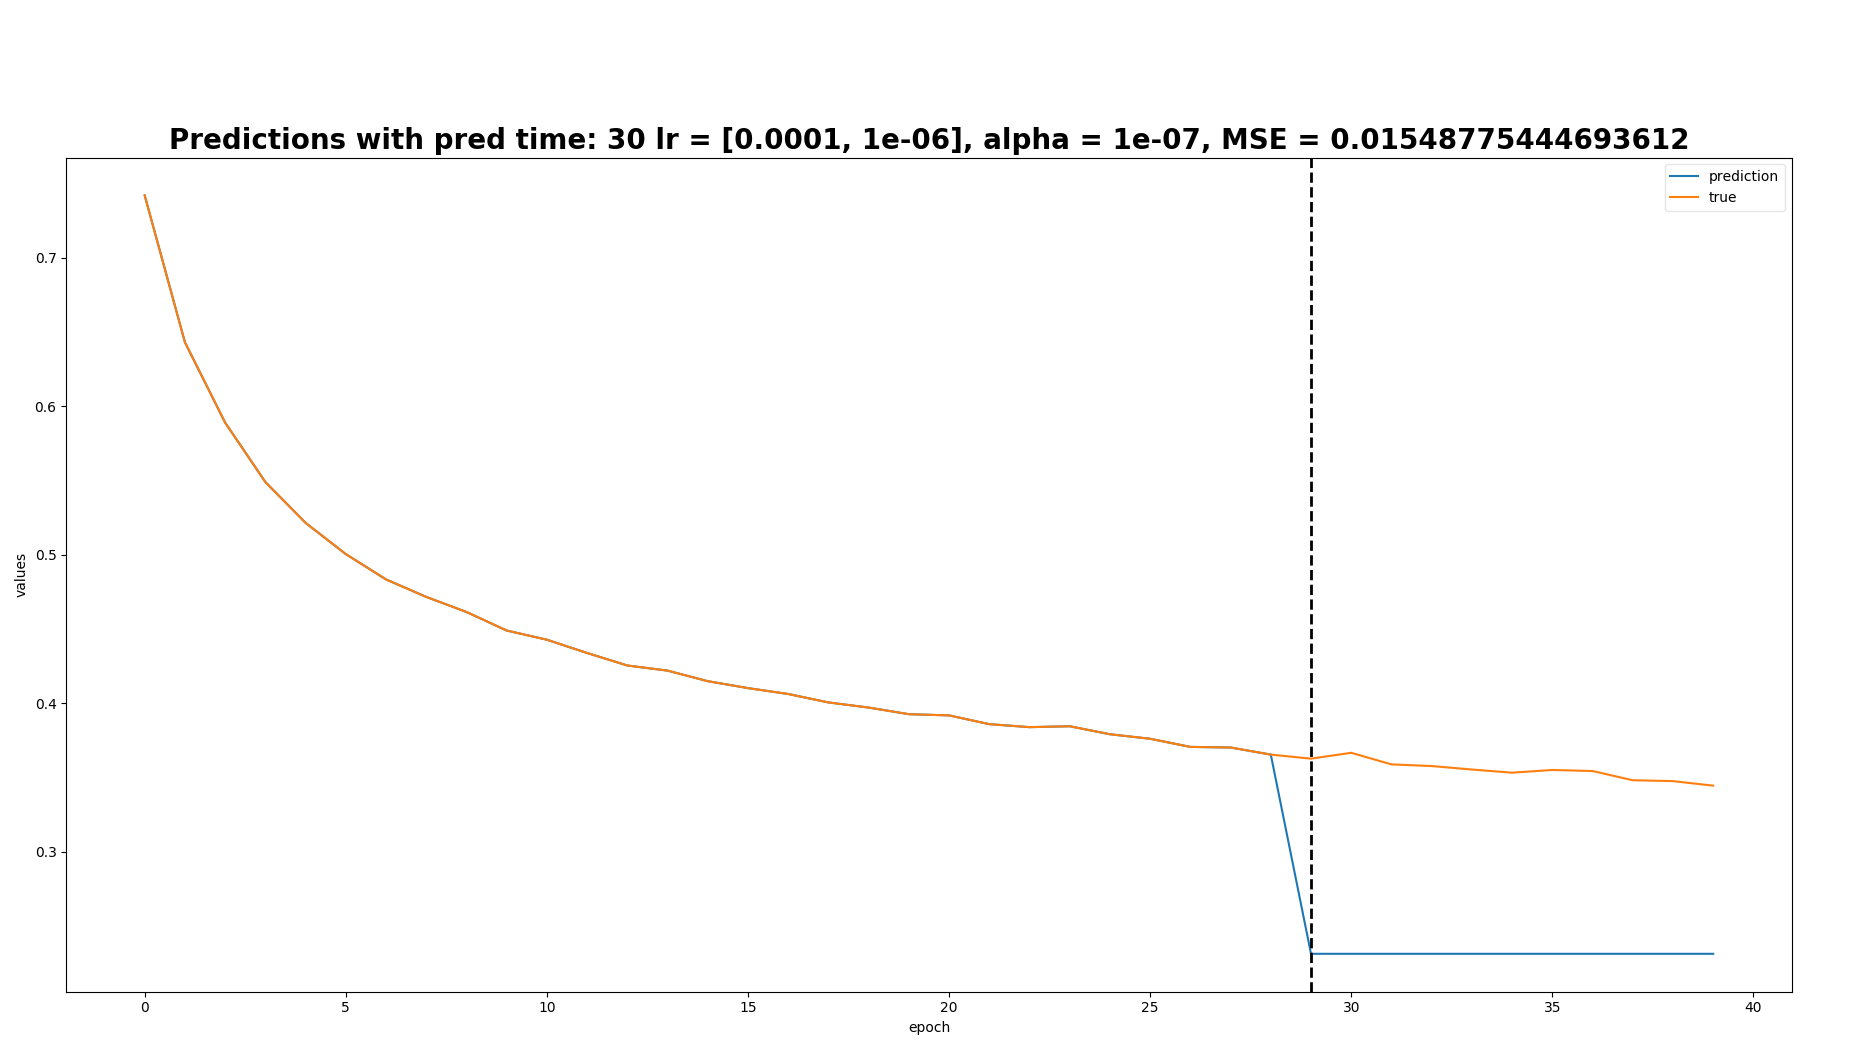 Predictions with pred time: 30 lr = [0.0001, 1e-06], alpha = 1e-07, MSE = 0.01548775444693612
prediction
true
values
0.7
0.6
0.5
0.4
0.3
0 5 10 15 20 25 30 35 40
epoch